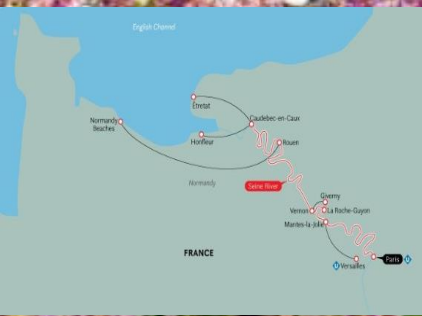 English Channel
Étretat
Caudebec-en-Caux
Normandy
Beaches
Honfleur
Rouen
Normandy
Seine River
Giverny
Vernon
La Roche-Guyon
Mantes-la-Jolie
FRANCE
Paris
Versailles